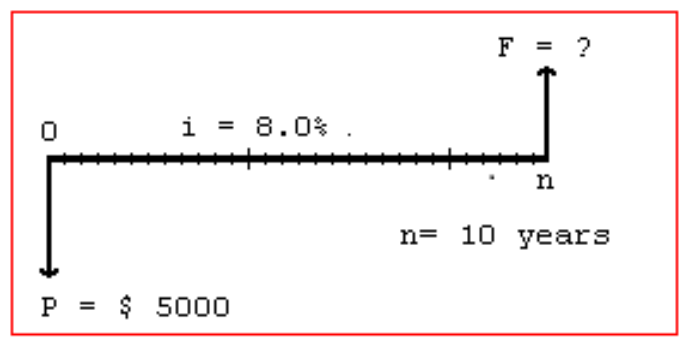 F = ?
0
i = 8.0% .
n
n= 10 years
P = $ 5000